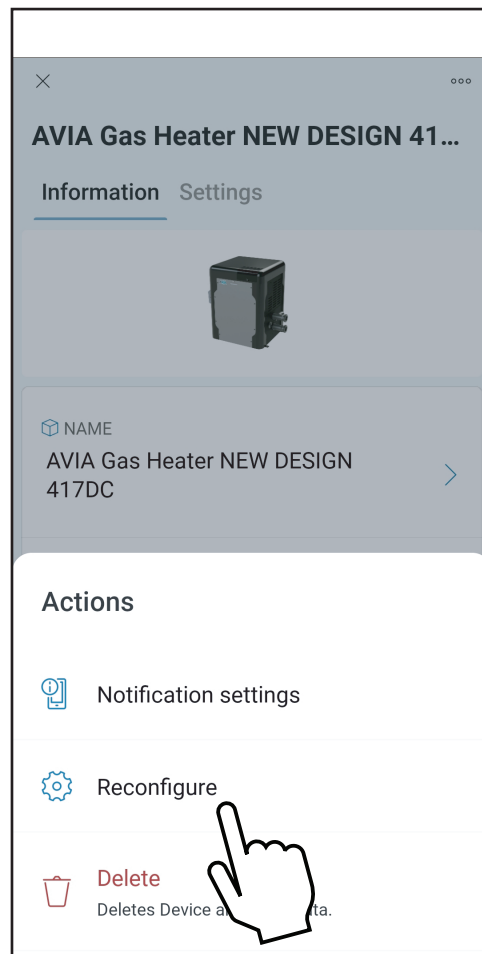 AVIA Gas Heater NEW DESIGN 41...
Information Settings
NAME
AVIA Gas Heater NEW DESIGN
417DC
Actions
Notification settings
Reconfigure
Delete
Deletes Device